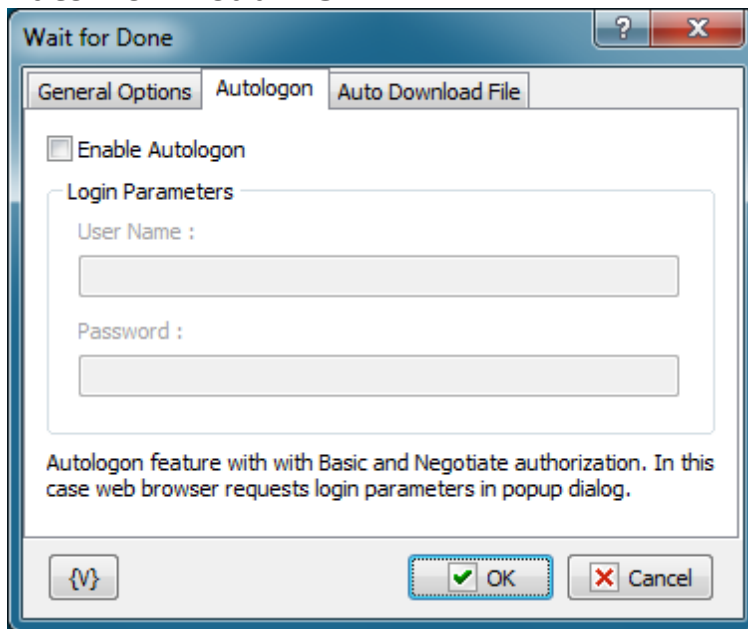 Wait for Done
?
General Options Autologon Auto Download File
Enable Autologon
Login Parameters
User Name :
Password :
Autologon feature with with Basic and Negotiate authorization. In this
case web browser requests login parameters in popup dialog.
{V} OK Cancel